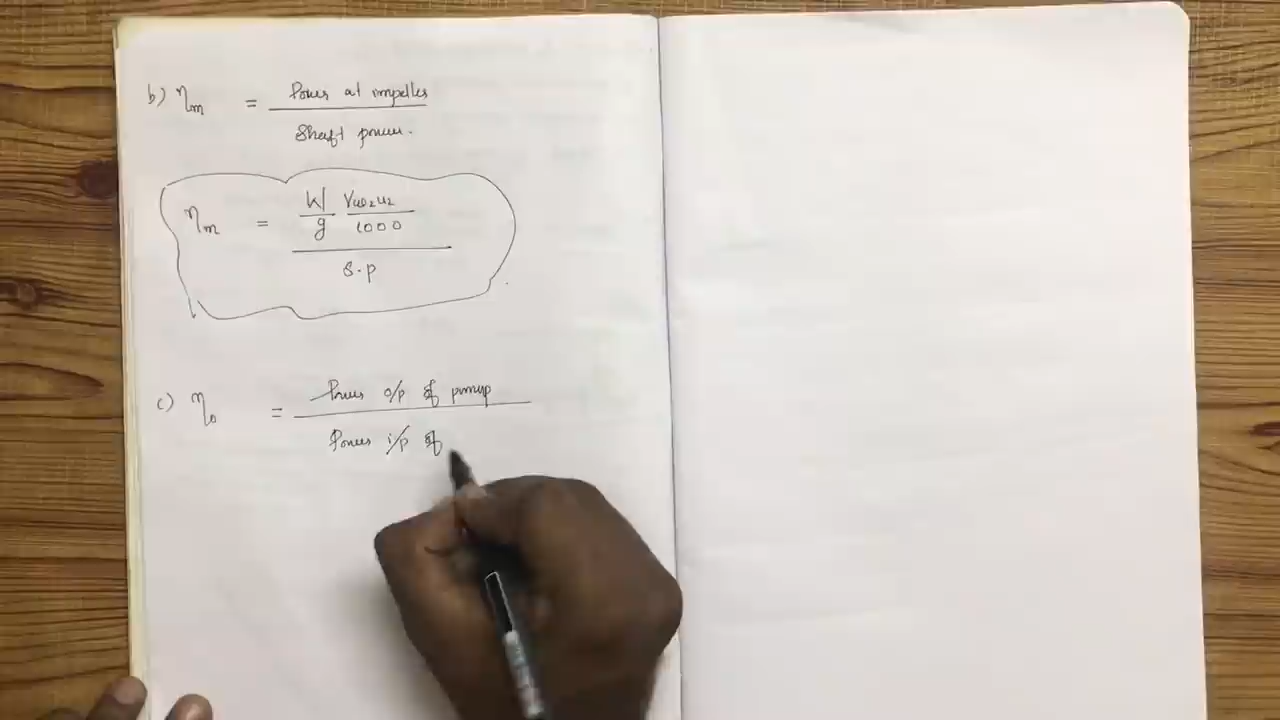 b) ηm = Power at impeller
Shaft power.
ηm = W/g Vw₂u₂/1000
S.p
c) ηo = Power o/p of pump
Power i/p of